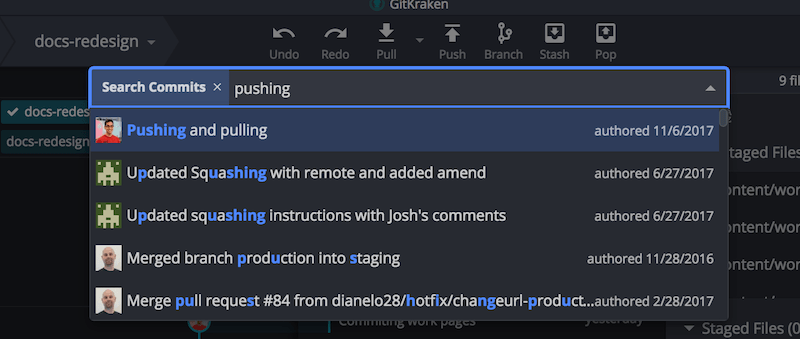 GitKraken
docs-redesign
Undo
Redo
Pull
Push
Branch
Stash
Pop
Search Commits × pushing
9 fil
docs-redes
docs-redesign
Pushing and pulling authored 11/6/2017
Updated Squashing with remote and added amend authored 6/27/2017
Updated squashing instructions with Josh's comments authored 6/27/2017
Merged branch production into staging authored 11/28/2016
Merge pull request #84 from dianelo28/hotfix/changeurl-product... authored 2/28/2017
taged Files
ontent/wor
ontent/wor
ontent/wor
ontent/wor
Committing work pages yesterday
Staged Files (0